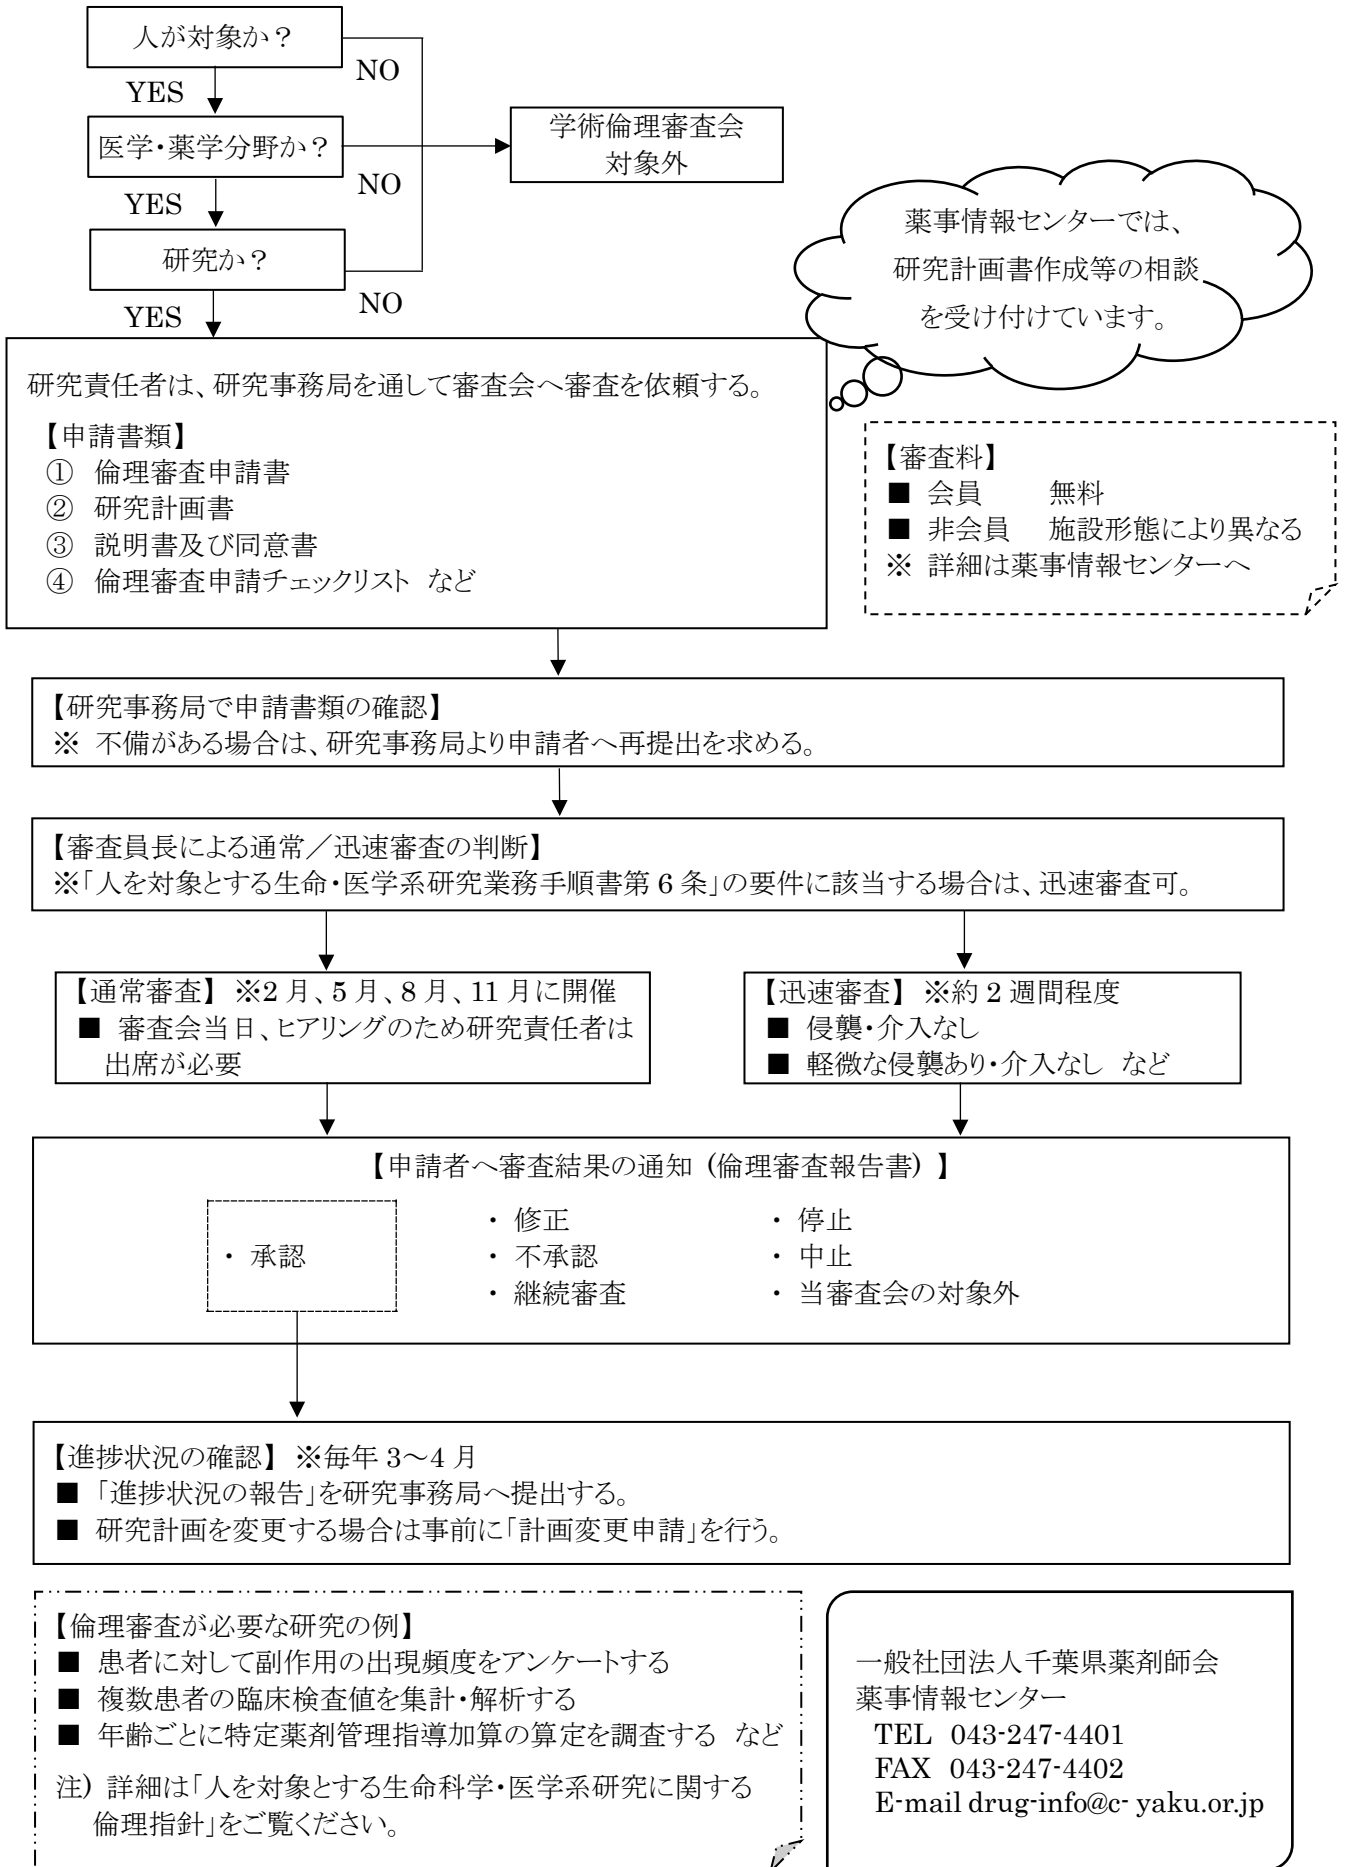 人が対象か？
NO
YES
医学・薬学分野か？
学術倫理審査会
対象外
NO
YES
研究か？
NO
YES
薬事情報センターでは、
研究計画書作成等の相談
を受け付けています。
研究責任者は、研究事務局を通して審査会へ審査を依頼する。
【申請書類】
① 倫理審査申請書
② 研究計画書
③ 説明書及び同意書
④ 倫理審査申請チェックリスト など
【審査料】
■ 会員 無料
■ 非会員 施設形態により異なる
※ 詳細は薬事情報センターへ
【研究事務局で申請書類の確認】
※ 不備がある場合は、研究事務局より申請者へ再提出を求める。
【審査員長による通常／迅速審査の判断】
※「人を対象とする生命・医学系研究業務手順書第 6 条」の要件に該当する場合は、迅速審査可。
【通常審査】 ※2 月、5 月、8 月、11 月に開催
■ 審査会当日、ヒアリングのため研究責任者は
出席が必要
【迅速審査】 ※約 2 週間程度
■ 侵襲・介入なし
■ 軽微な侵襲あり・介入なし など
【申請者へ審査結果の通知 (倫理審査報告書) 】
・ 承認
・ 修正
・ 不承認
・ 継続審査
・ 停止
・ 中止
・ 当審査会の対象外
【進捗状況の確認】 ※毎年 3～4 月
■ 「進捗状況の報告」を研究事務局へ提出する。
■ 研究計画を変更する場合は事前に「計画変更申請」を行う。
【倫理審査が必要な研究の例】
■ 患者に対して副作用の出現頻度をアンケートする
■ 複数患者の臨床検査値を集計・解析する
■ 年齢ごとに特定薬剤管理指導加算の算定を調査する など
注) 詳細は「人を対象とする生命科学・医学系研究に関する
倫理指針」をご覧ください。
一般社団法人千葉県薬剤師会
薬事情報センター
TEL 043-247-4401
FAX 043-247-4402
E-mail drug-info@c- yaku.or.jp